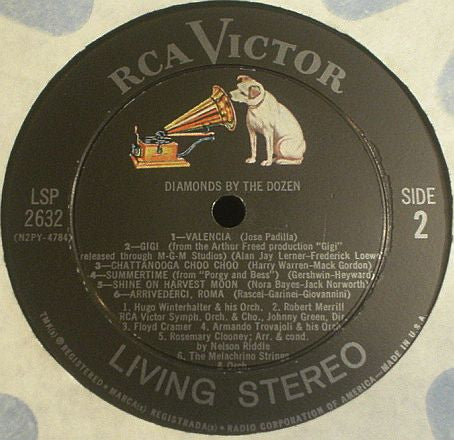 RCA VICTOR
DIAMONDS BY THE DOZEN
LSP
2632
(N2PY-4784)
SIDE
2
1—VALENCIA (Jose Padilla)
2—GIGI (from the Arthur Freed production "Gigi"
released through M-G-M Studios) (Alan Jay Lerner-Frederick Loewe)
3—CHATTANOOGA CHOO CHOO (Harry Warren-Mack Gordon)
4—SUMMERTIME (from "Porgy and Bess") (Gershwin-Heyward)
5—SHINE ON HARVEST MOON (Nora Bayes-Jack Norworth)
6—ARRIVEDERCI, ROMA (Rascel-Garinei-Giovannini)
1. Hugo Winterhalter & his Orch. 2. Robert Merrill
RCA Victor Symph. Orch. & Cho., Johnny Green, Dir.
3. Floyd Cramer 4. Armando Trovajoli & his Orch.
5. Rosemary Clooney; Arr. & cond.
by Nelson Riddle
6. The Melachrino Strings
& Orch.
LIVING STEREO
TMK(s) ® REGISTERED • MARCA(s) REGISTRADA(s) • RADIO CORPORATION OF AMERICA—MADE IN U.S.A.